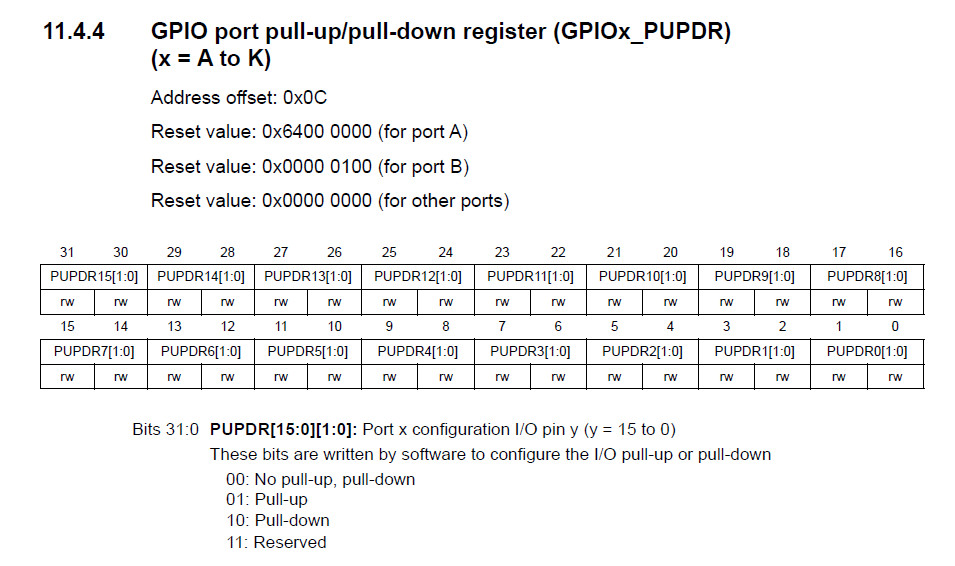 11.4.4 GPIO port pull-up/pull-down register (GPIOx_PUPDR)
(x = A to K)
Address offset: 0x0C
Reset value: 0x6400 0000 (for port A)
Reset value: 0x0000 0100 (for port B)
Reset value: 0x0000 0000 (for other ports)
31 30 29 28 27 26 25 24 23 22 21 20 19 18 17 16
PUPDR15[1:0] PUPDR14[1:0] PUPDR13[1:0] PUPDR12[1:0] PUPDR11[1:0] PUPDR10[1:0] PUPDR9[1:0] PUPDR8[1:0]
rw rw rw rw rw rw rw rw rw rw rw rw rw rw rw rw
15 14 13 12 11 10 9 8 7 6 5 4 3 2 1 0
PUPDR7[1:0] PUPDR6[1:0] PUPDR5[1:0] PUPDR4[1:0] PUPDR3[1:0] PUPDR2[1:0] PUPDR1[1:0] PUPDR0[1:0]
rw rw rw rw rw rw rw rw rw rw rw rw rw rw rw rw
Bits 31:0 PUPDR[15:0][1:0]: Port x configuration I/O pin y (y = 15 to 0)
These bits are written by software to configure the I/O pull-up or pull-down
00: No pull-up, pull-down
01: Pull-up
10: Pull-down
11: Reserved